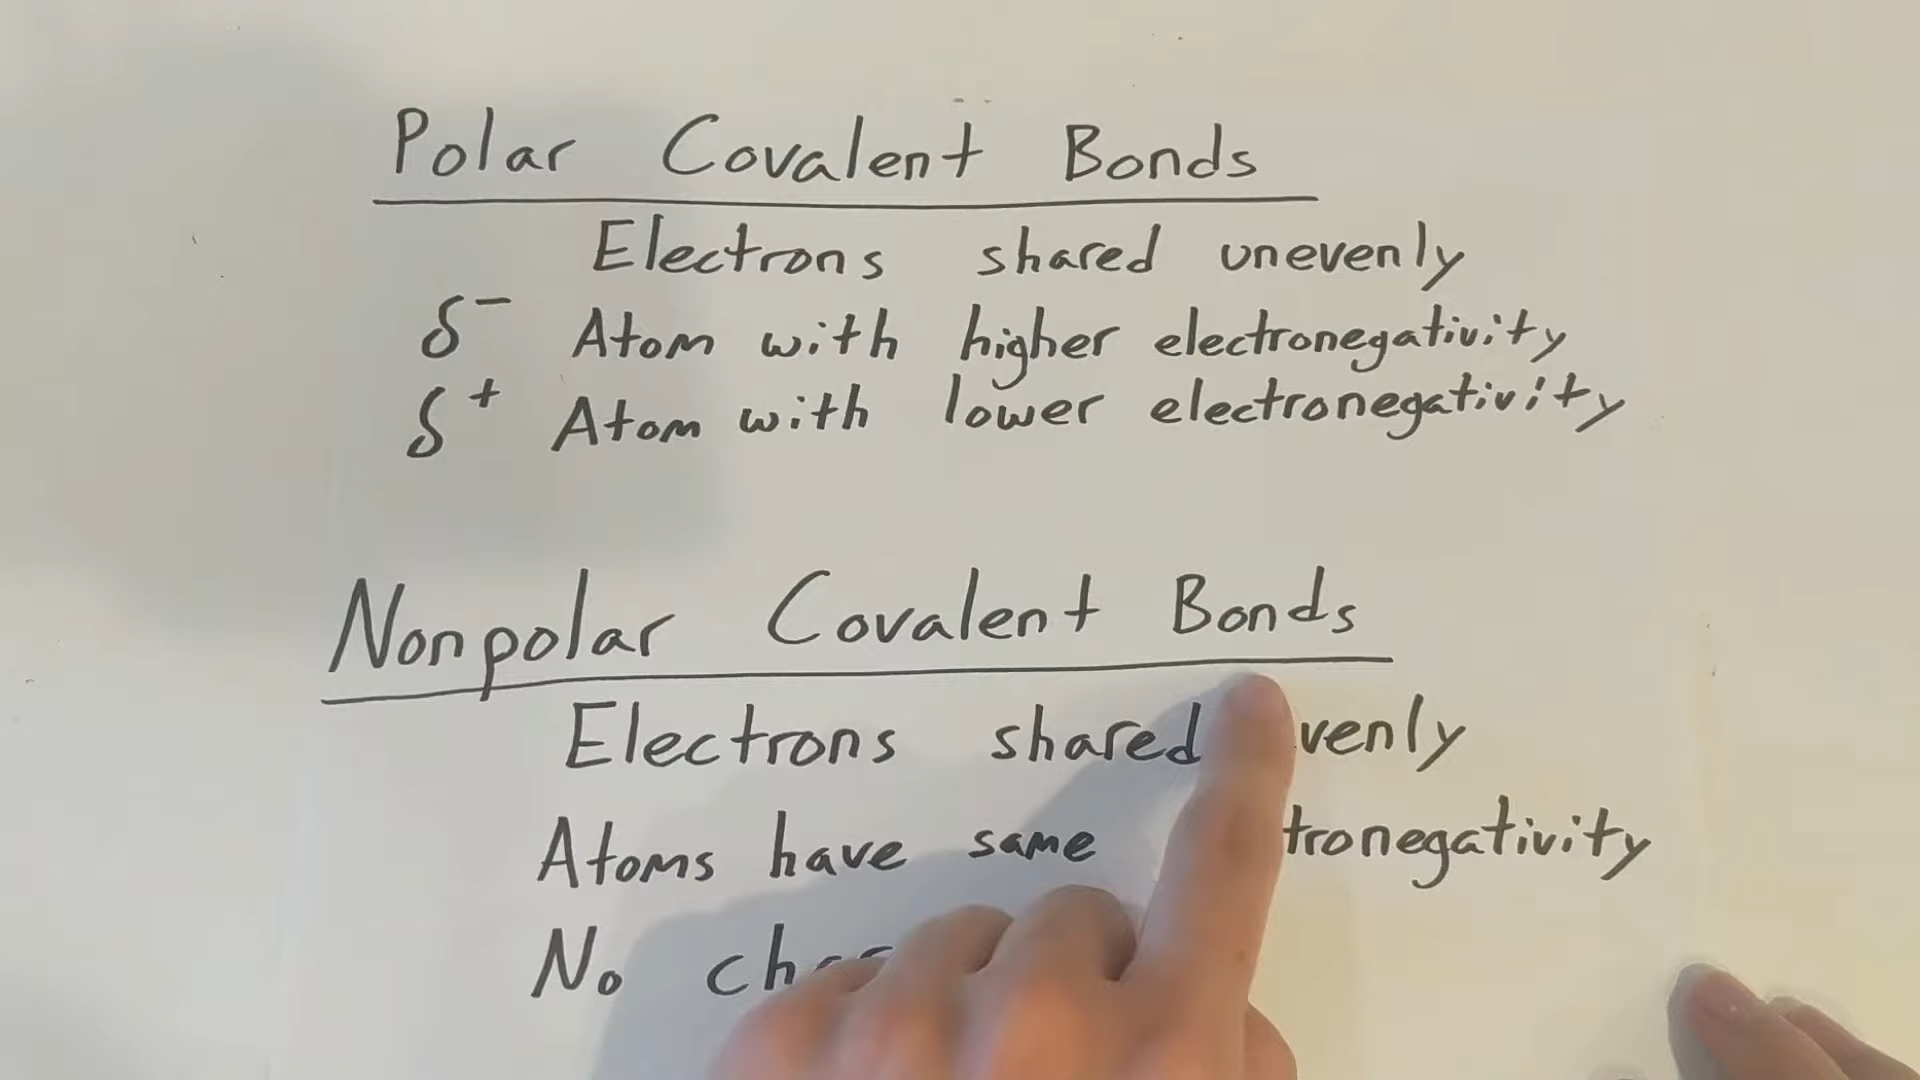 Polar Covalent Bonds
Electrons shared unevenly
δ⁻ Atom with higher electronegativity
δ⁺ Atom with lower electronegativity
Nonpolar Covalent Bonds
Electrons shared venly
Atoms have same tronegativity
No